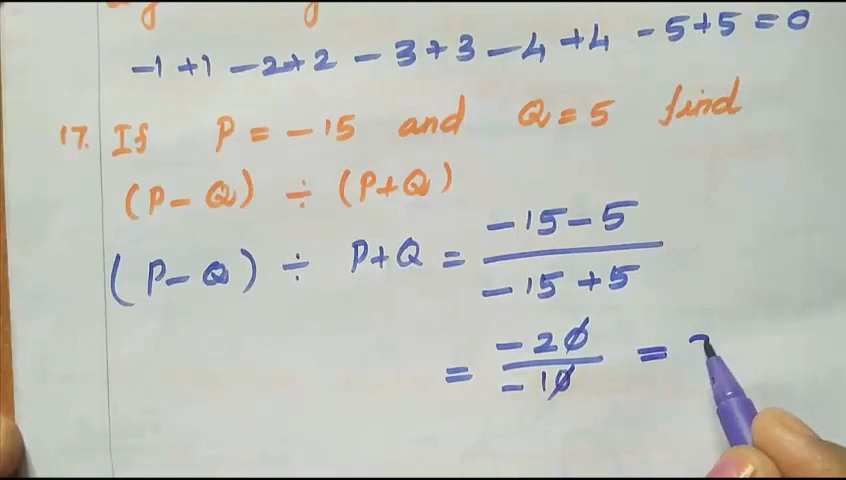 -1 +1 -2+2 -3+3 -4+4 -5+5=0
17. If P = -15 and Q = 5 find
(P-Q) ÷ (P+Q)
(P-Q) ÷ P+Q = -15-5
-15+5
= -20
-10
=